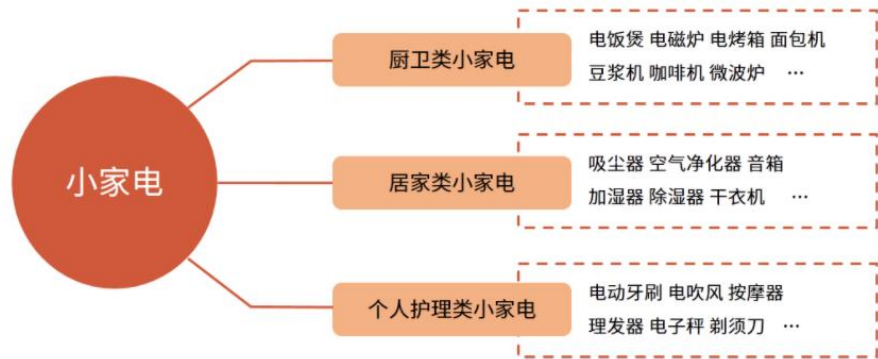 小家电
厨卫类小家电
电饭煲 电磁炉 电烤箱 面包机
豆浆机 咖啡机 微波炉 …
居家类小家电
吸尘器 空气净化器 音箱
加湿器 除湿器 干衣机 …
个人护理类小家电
电动牙刷 电吹风 按摩器
理发器 电子秤 剃须刀 …